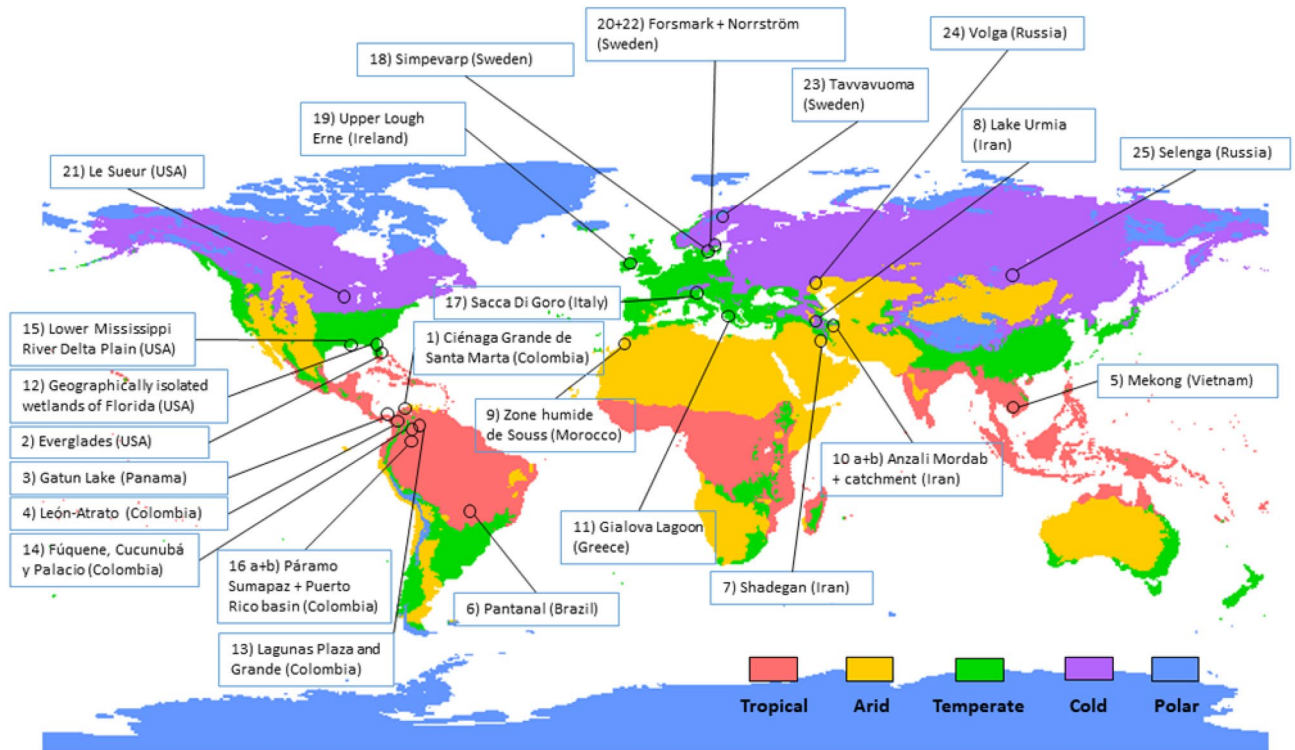 20+22) Forsmark + Norrström
(Sweden)
24) Volga (Russia)
18) Simpevarp (Sweden)
23) Tavvavuoma
(Sweden)
19) Upper Lough
Erne (Ireland)
8) Lake Urmia
(Iran)
21) Le Sueur (USA)
25) Selenga (Russia)
17) Sacca Di Goro (Italy)
15) Lower Mississippi
River Delta Plain (USA)
1) Ciénaga Grande de
Santa Marta (Colombia)
12) Geographically isolated
wetlands of Florida (USA)
5) Mekong (Vietnam)
9) Zone humide
de Souss (Morocco)
2) Everglades (USA)
3) Gatun Lake (Panama)
10 a+b) Anzali Mordab
+ catchment (Iran)
4) León-Atrato (Colombia)
11) Gialova Lagoon
(Greece)
14) Fúquene, Cucunubá
y Palacio (Colombia)
16 a+b) Páramo
Sumapaz + Puerto
Rico basin (Colombia)
7) Shadegan (Iran)
6) Pantanal (Brazil)
13) Lagunas Plaza and
Grande (Colombia)
Tropical Arid Temperate Cold Polar